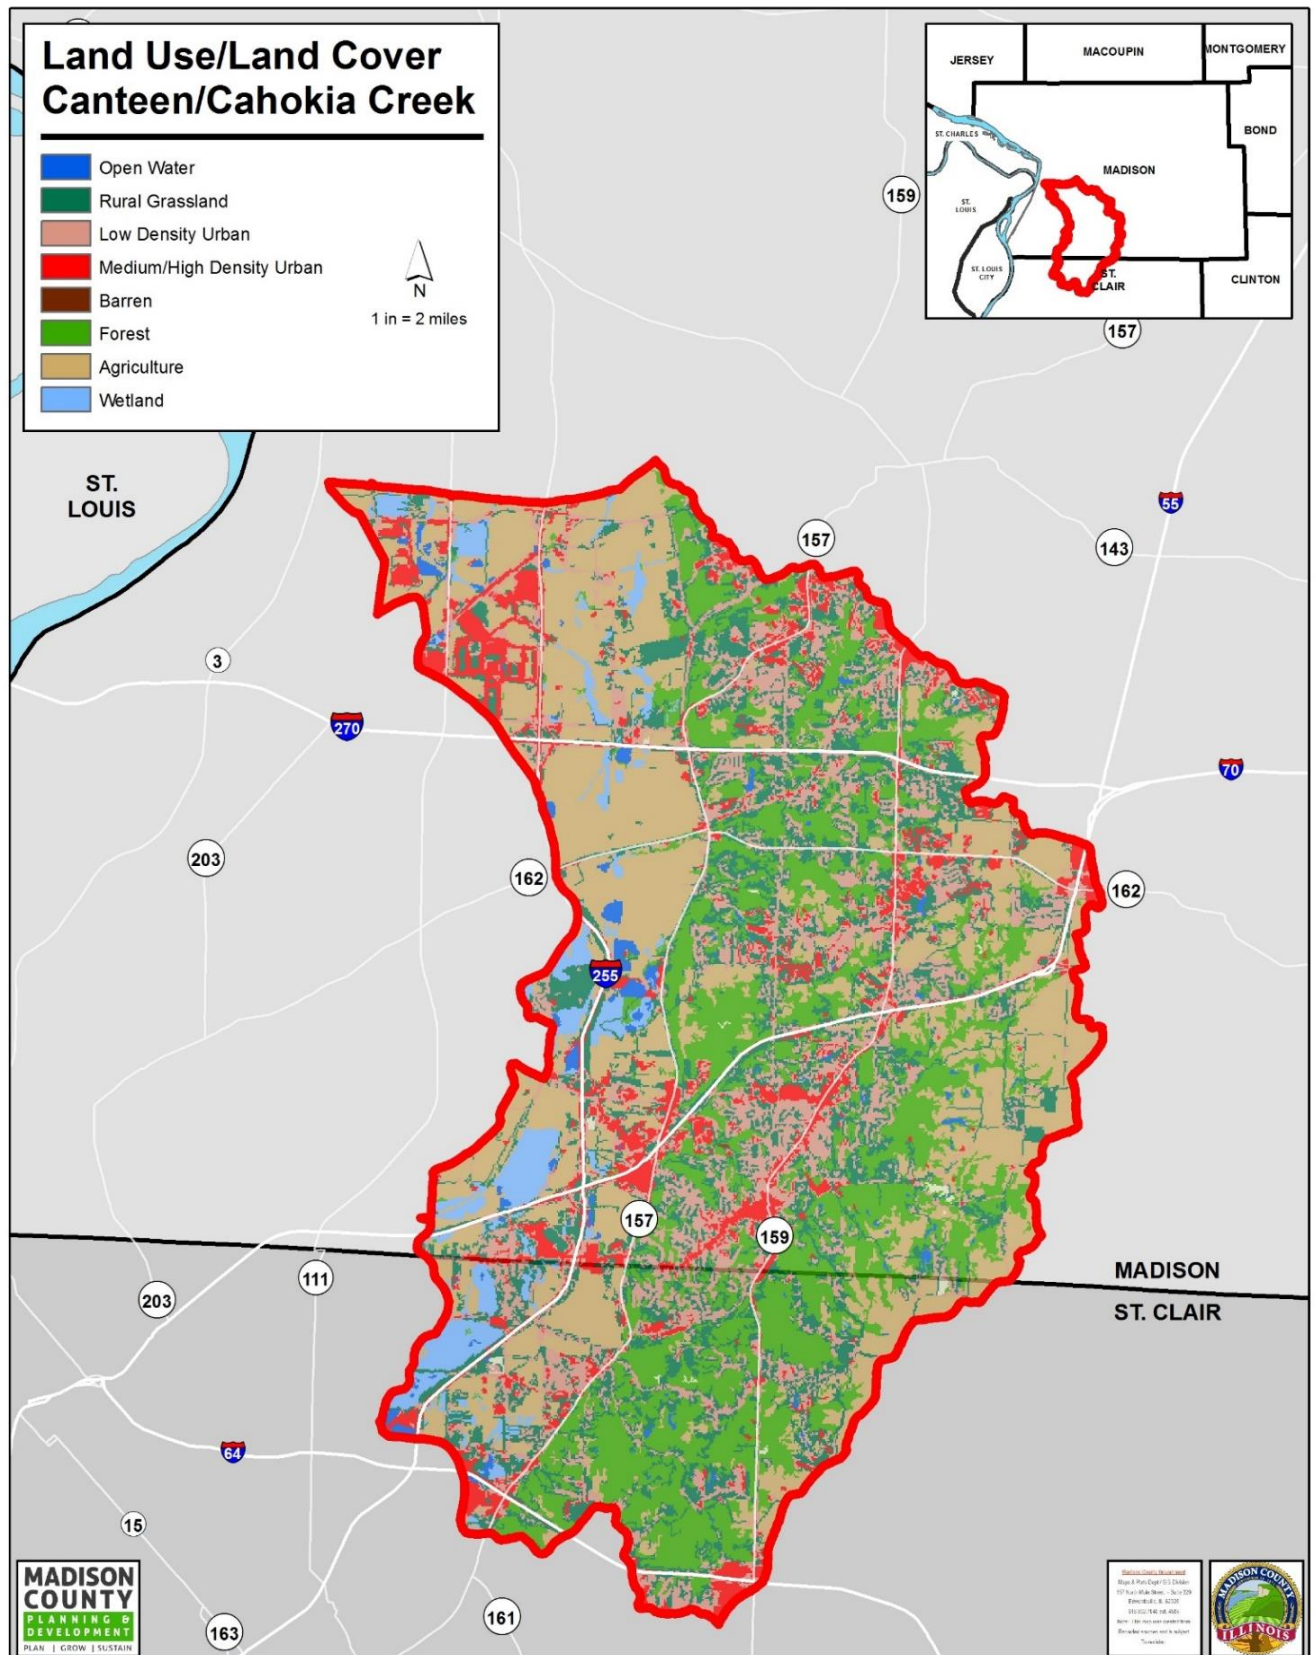 Land Use/Land Cover
Canteen/Cahokia Creek
Open Water
Rural Grassland
Low Density Urban
Medium/High Density Urban
Barren
Forest
Agriculture
Wetland
N
1 in = 2 miles
JERSEY
MACOUPIN
MONTGOMERY
ST. CHARLES
BOND
MADISON
ST.
LOUIS
ST. LOUIS
CITY
ST.
CLAIR
CLINTON
159
157
ST.
LOUIS
55
157
143
3
270
70
203
162
162
255
157
159
MADISON
ST. CLAIR
203
111
64
15
161
163
MADISON
COUNTY
PLANNING &
DEVELOPMENT
PLAN | GROW | SUSTAIN
MADISON COUNTY
ILLINOIS